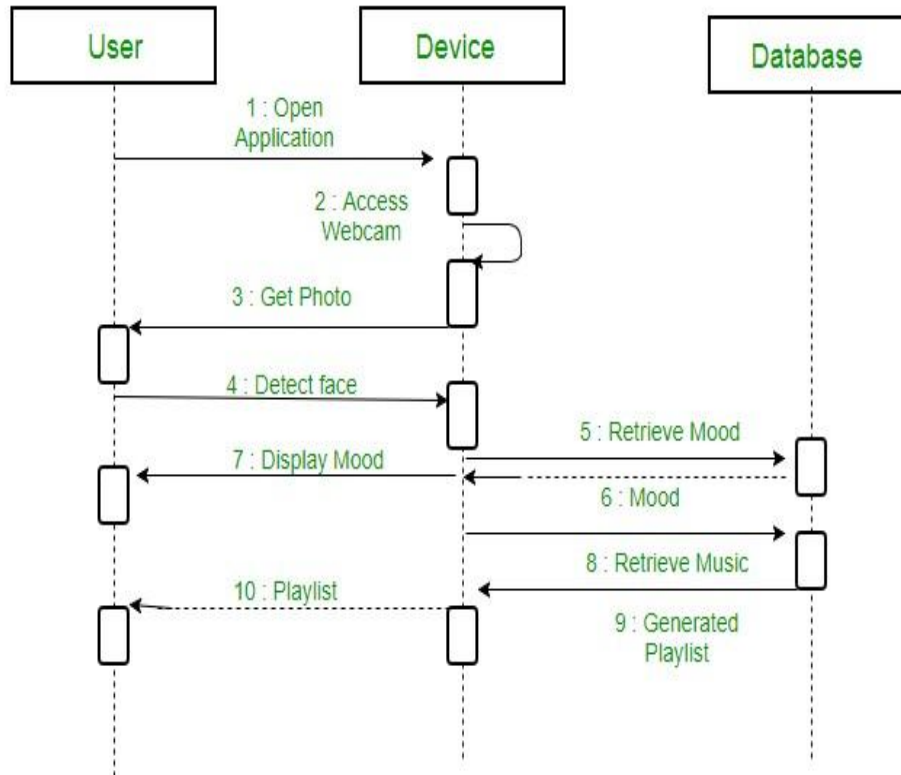 User
Device
Database
1 : Open
Application
2 : Access
Webcam
3 : Get Photo
4 : Detect face
5 : Retrieve Mood
7 : Display Mood
6 : Mood
8 : Retrieve Music
10 : Playlist
9 : Generated
Playlist